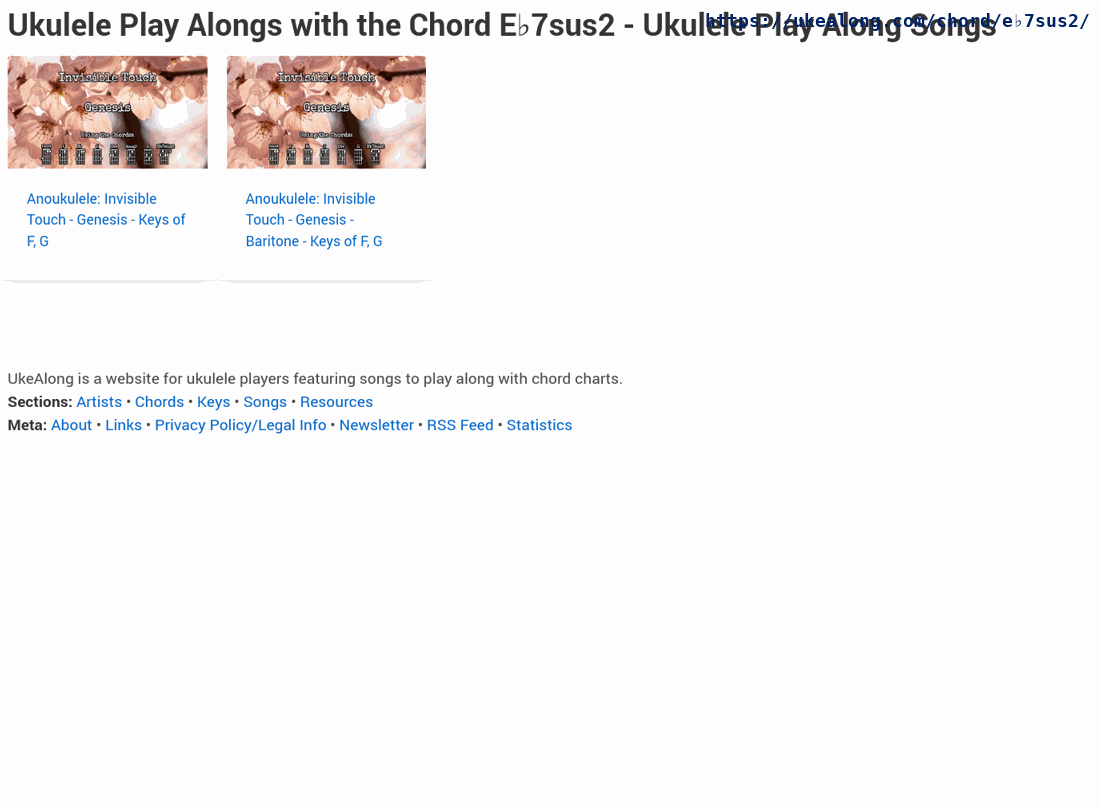 Ukulele Play Alongs with the Chord E♭7sus2 - Ukulele Play Along Songs
https://ukealong.com/chord/e♭7sus2/
Invisible Touch
Genesis
Using the Chords:
Invisible Touch
Genesis
Using the Chords:
Anoukulele: Invisible
Touch - Genesis - Keys of
F, G
Anoukulele: Invisible
Touch - Genesis -
Baritone - Keys of F, G
UkeAlong is a website for ukulele players featuring songs to play along with chord charts.
Sections: Artists • Chords • Keys • Songs • Resources
Meta: About • Links • Privacy Policy/Legal Info • Newsletter • RSS Feed • Statistics